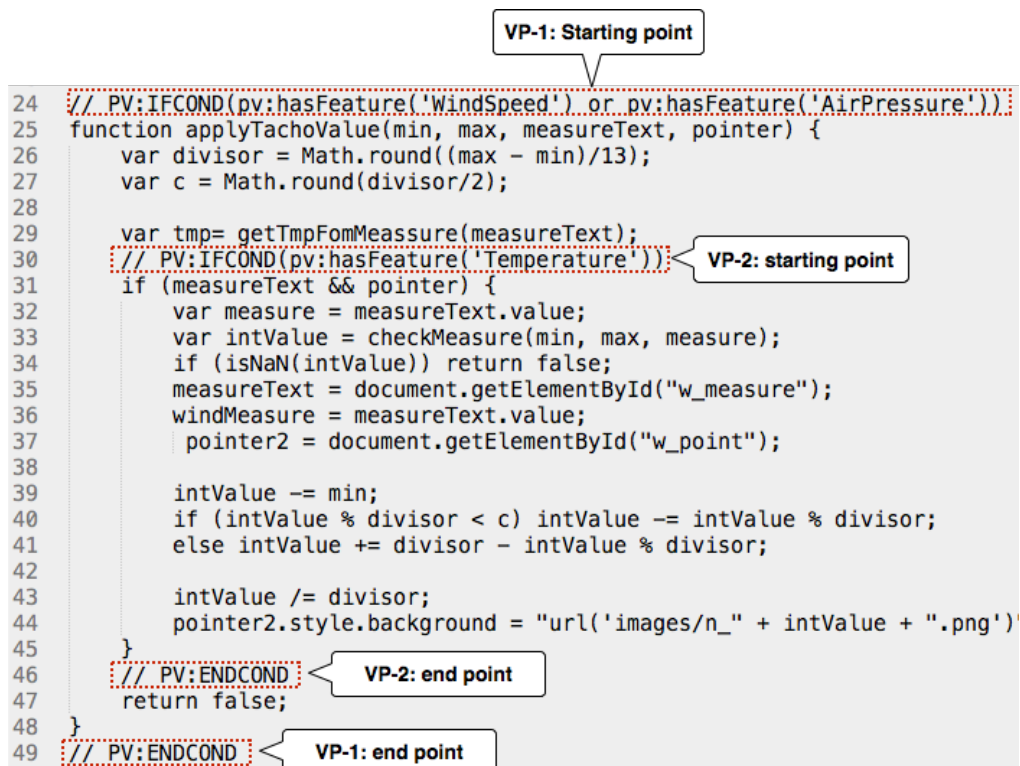 VP-1: Starting point
24 // PV:IFCOND(pv:hasFeature('WindSpeed') or pv:hasFeature('AirPressure'))
25 function applyTachoValue(min, max, measureText, pointer) {
26 var divisor = Math.round((max - min)/13);
27 var c = Math.round(divisor/2);
28
29 var tmp= getTmpFomMeassure(measureText);
30 // PV:IFCOND(pv:hasFeature('Temperature')) VP-2: starting point
31 if (measureText && pointer) {
32 var measure = measureText.value;
33 var intValue = checkMeasure(min, max, measure);
34 if (isNaN(intValue)) return false;
35 measureText = document.getElementById("w_measure");
36 windMeasure = measureText.value;
37 pointer2 = document.getElementById("w_point");
38
39 intValue -= min;
40 if (intValue % divisor < c) intValue -= intValue % divisor;
41 else intValue += divisor - intValue % divisor;
42
43 intValue /= divisor;
44 pointer2.style.background = "url('images/n_" + intValue + ".png')"
45 }
46 // PV:ENDCOND VP-2: end point
47 return false;
48 }
49 // PV:ENDCOND VP-1: end point